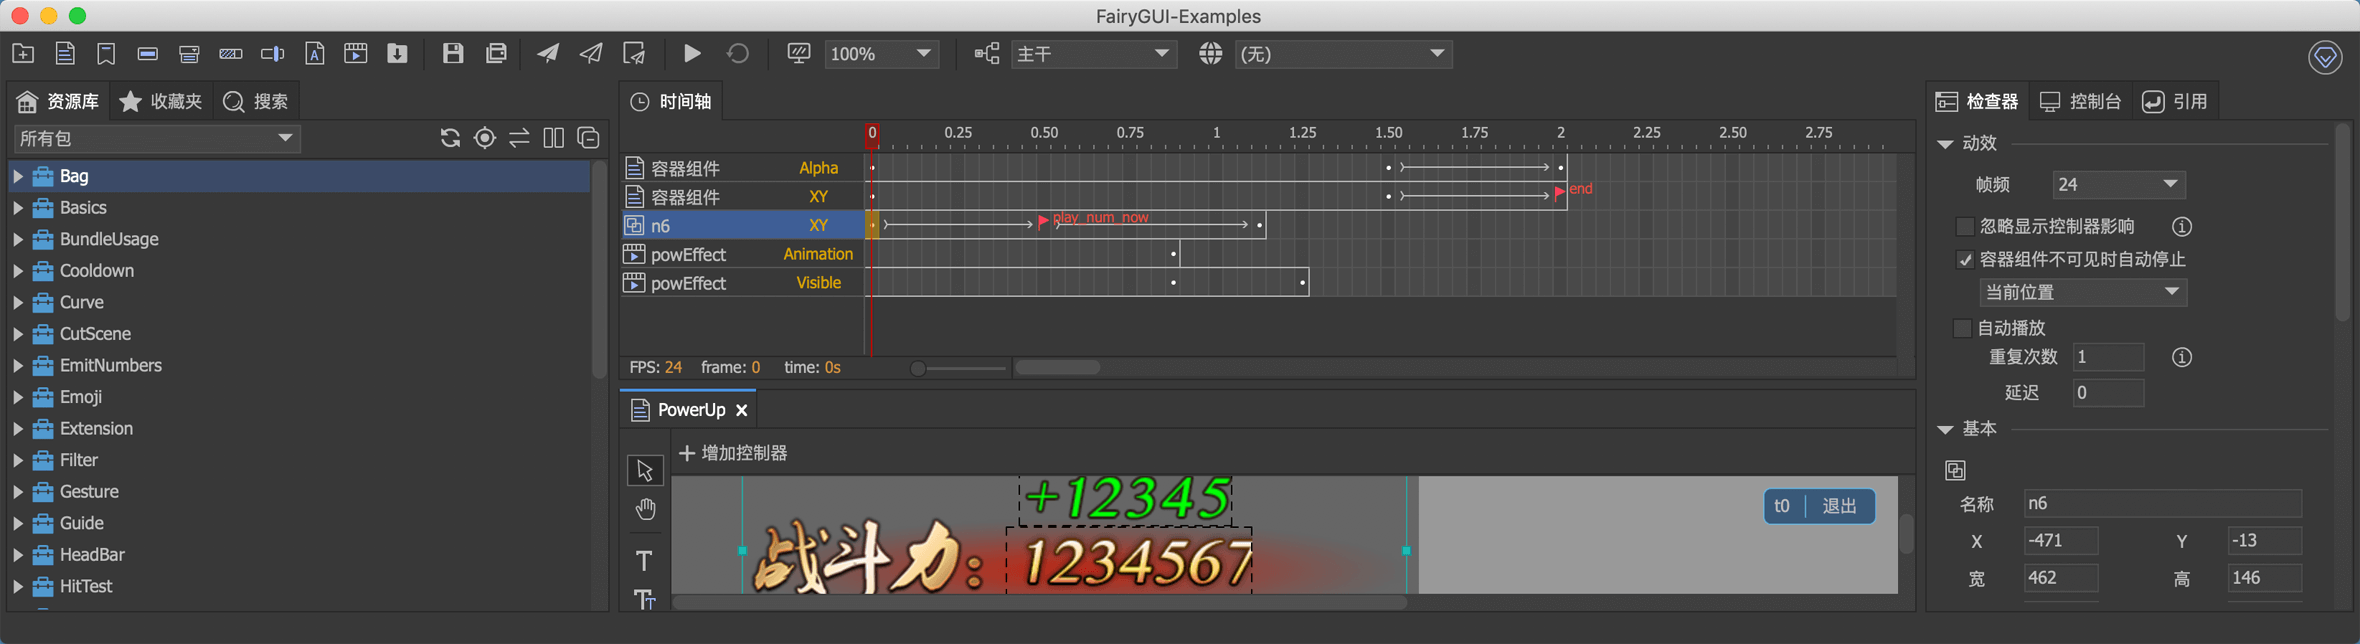 FairyGUI-Examples
100%
主干
(无)
资源库
收藏夹
搜索
所有包
Bag
Basics
BundleUsage
Cooldown
Curve
CutScene
EmitNumbers
Emoji
Extension
Filter
Gesture
Guide
HeadBar
HitTest
时间轴
0 0.25 0.50 0.75 1 1.25 1.50 1.75 2 2.25 2.50 2.75
容器组件 Alpha
容器组件 XY
end
n6 XY
play_num_now
powEffect Animation
powEffect Visible
FPS: 24 frame: 0 time: 0s
PowerUp
增加控制器
+12345
战斗力: 1234567
t0 退出
检查器
控制台
引用
动效
帧频 24
忽略显示控制器影响
容器组件不可见时自动停止
当前位置
自动播放
重复次数 1
延迟 0
基本
名称 n6
X -471 Y -13
宽 462 高 146